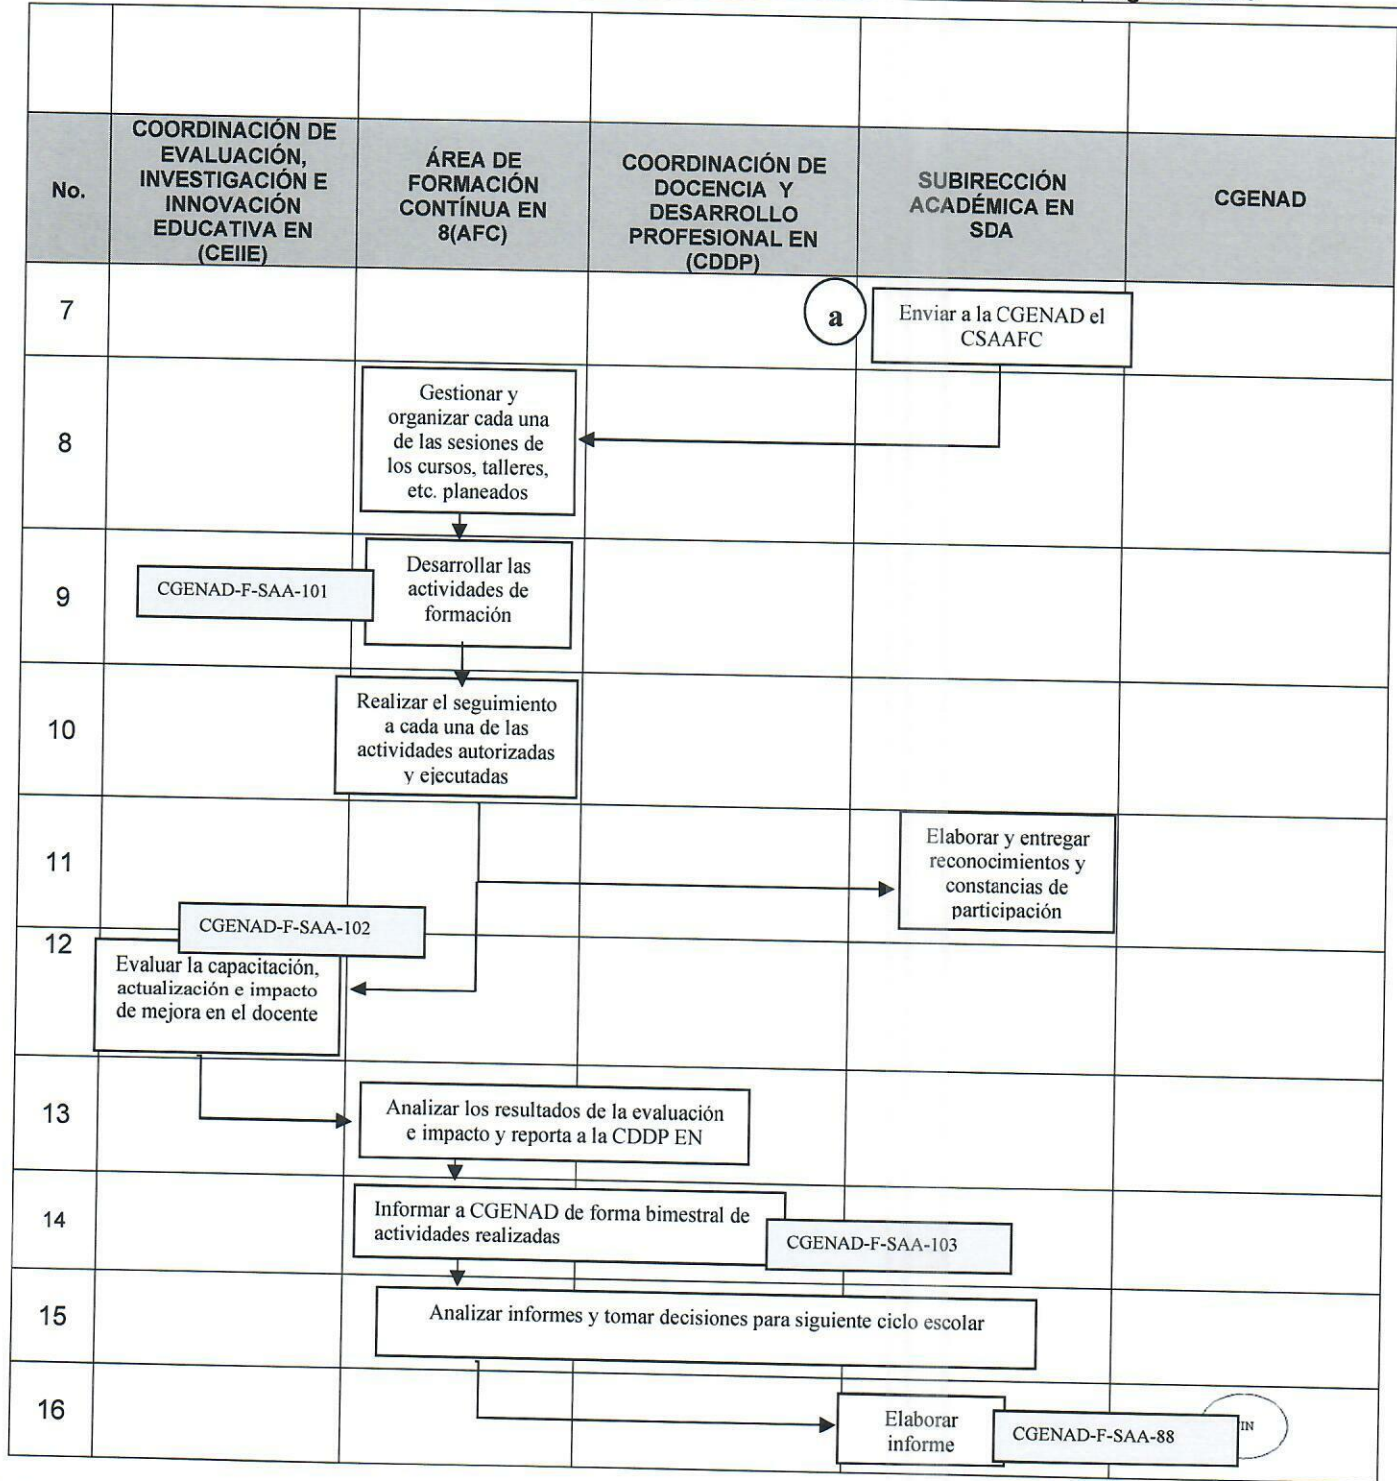 No.
COORDINACIÓN DE
EVALUACIÓN,
INVESTIGACIÓN E
INNOVACIÓN
EDUCATIVA EN
(CEIIE)
ÁREA DE
FORMACIÓN
CONTÍNUA EN
8(AFC)
COORDINACIÓN DE
DOCENCIA Y
DESARROLLO
PROFESIONAL EN
(CDDP)
SUBIRECCIÓN
ACADÉMICA EN
SDA
CGENAD
7
a
Enviar a la CGENAD el
CSAAFC
8
Gestionar y
organizar cada una
de las sesiones de
los cursos, talleres,
etc. planeados
9
CGENAD-F-SAA-101
Desarrollar las
actividades de
formación
10
Realizar el seguimiento
a cada una de las
actividades autorizadas
y ejecutadas
11
Elaborar y entregar
reconocimientos y
constancias de
participación
12
CGENAD-F-SAA-102
Evaluar la capacitación,
actualización e impacto
de mejora en el docente
13
Analizar los resultados de la evaluación
e impacto y reporta a la CDDP EN
14
Informar a CGENAD de forma bimestral de
actividades realizadas
CGENAD-F-SAA-103
15
Analizar informes y tomar decisiones para siguiente ciclo escolar
16
Elaborar
informe
CGENAD-F-SAA-88